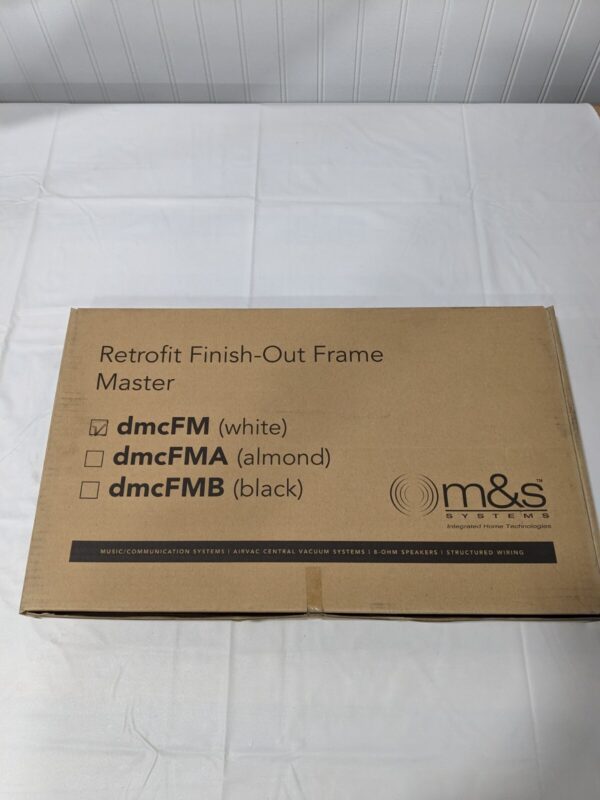 Retrofit Finish-Out Frame
Master
dmcFM (white)
dmcFMA (almond)
dmcFMB (black)
m&s™
SYSTEMS
Integrated Home Technologies
MUSIC/COMMUNICATION SYSTEMS | AIRVAC CENTRAL VACUUM SYSTEMS | 8-OHM SPEAKERS | STRUCTURED WIRING